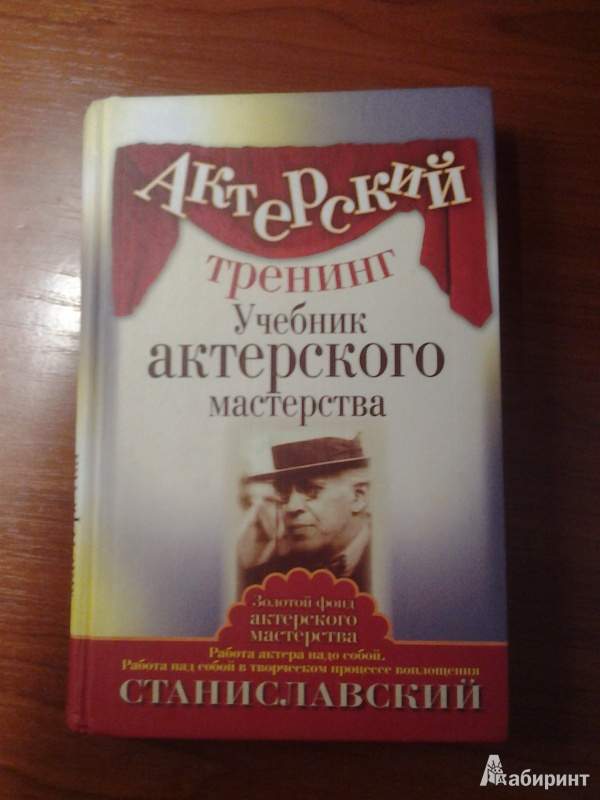 Актерский
тренинг
Учебник
актерского
мастерства
Золотой фонд
актерского
мастерства
Работа актера надо собой.
Работа над собой в творческом процессе воплощения
СТАНИСЛАВСКИЙ
Лабиринт